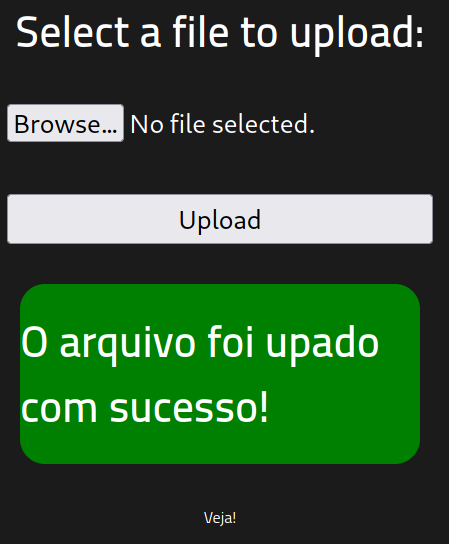 Select a file to upload:
Browse... No file selected.
Upload
O arquivo foi upado
com sucesso!
Veja!